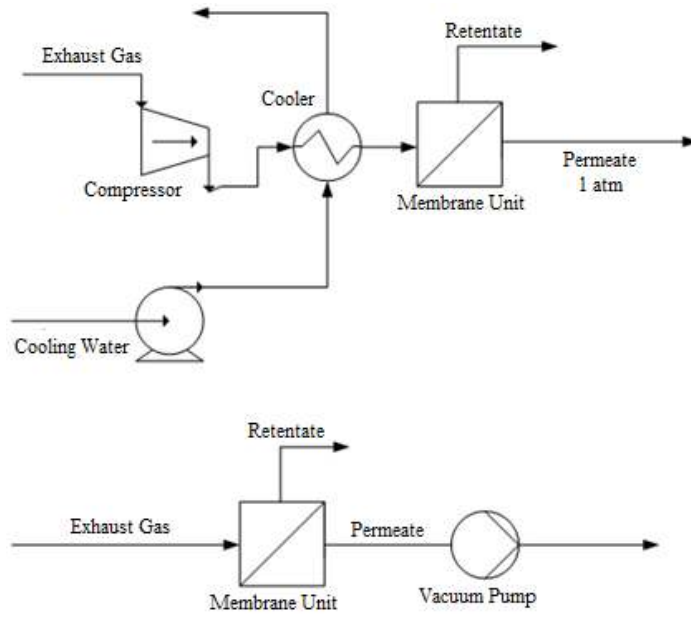 Exhaust Gas
Retentate
Cooler
Compressor
Permeate
1 atm
Membrane Unit
Cooling Water
Retentate
Exhaust Gas
Permeate
Membrane Unit
Vacuum Pump